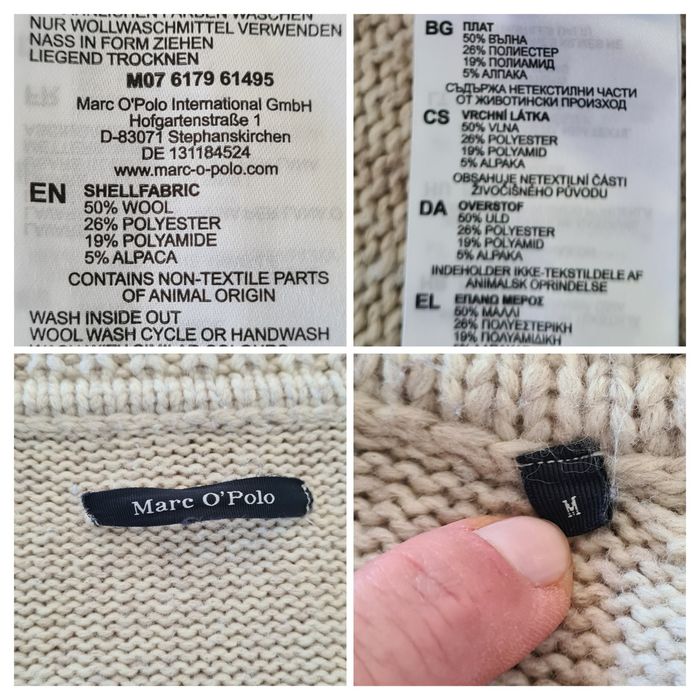 NUR WOLLWASCHMITTEL VERWENDEN
NASS IN FORM ZIEHEN
LIEGEND TROCKNEN
M07 6179 61495
Marc O'Polo International GmbH
Hofgartenstraße 1
D-83071 Stephanskirchen
DE 131184524
www.marc-o-polo.com
EN SHELLFABRIC
50% WOOL
26% POLYESTER
19% POLYAMIDE
5% ALPACA
CONTAINS NON-TEXTILE PARTS
OF ANIMAL ORIGIN
WASH INSIDE OUT
WOOL WASH CYCLE OR HANDWASH
BG ПЛАТ
50% ВЪЛНА
26% ПОЛИЕСТЕР
19% ПОЛИАМИД
5% АЛПАКА
СЪДЪРЖА НЕТЕКСТИЛНИ ЧАСТИ
ОТ ЖИВОТИНСКИ ПРОИЗХОД
CS VRCHNÍ LÁTKA
50% VLNA
26% POLYESTER
19% POLYAMID
5% ALPAKA
OBSAHUJE NETEXTILNÍ ČÁSTI
ŽIVOČIŠNÉHO PŮVODU
DA OVERSTOF
50% ULD
26% POLYESTER
19% POLYAMID
5% ALPAKA
INDEHOLDER IKKE-TEKSTILDELE AF
ANIMALSK OPRINDELSE
EL ΕΠΑΝΩ ΜΕΡΟΣ
50% ΜΑΛΛΙ
26% ΠΟΛΥΕΣΤΕΡΙΚΗ
19% ΠΟΛΥΑΜΙΔΙΚΗ
Marc O'Polo
M